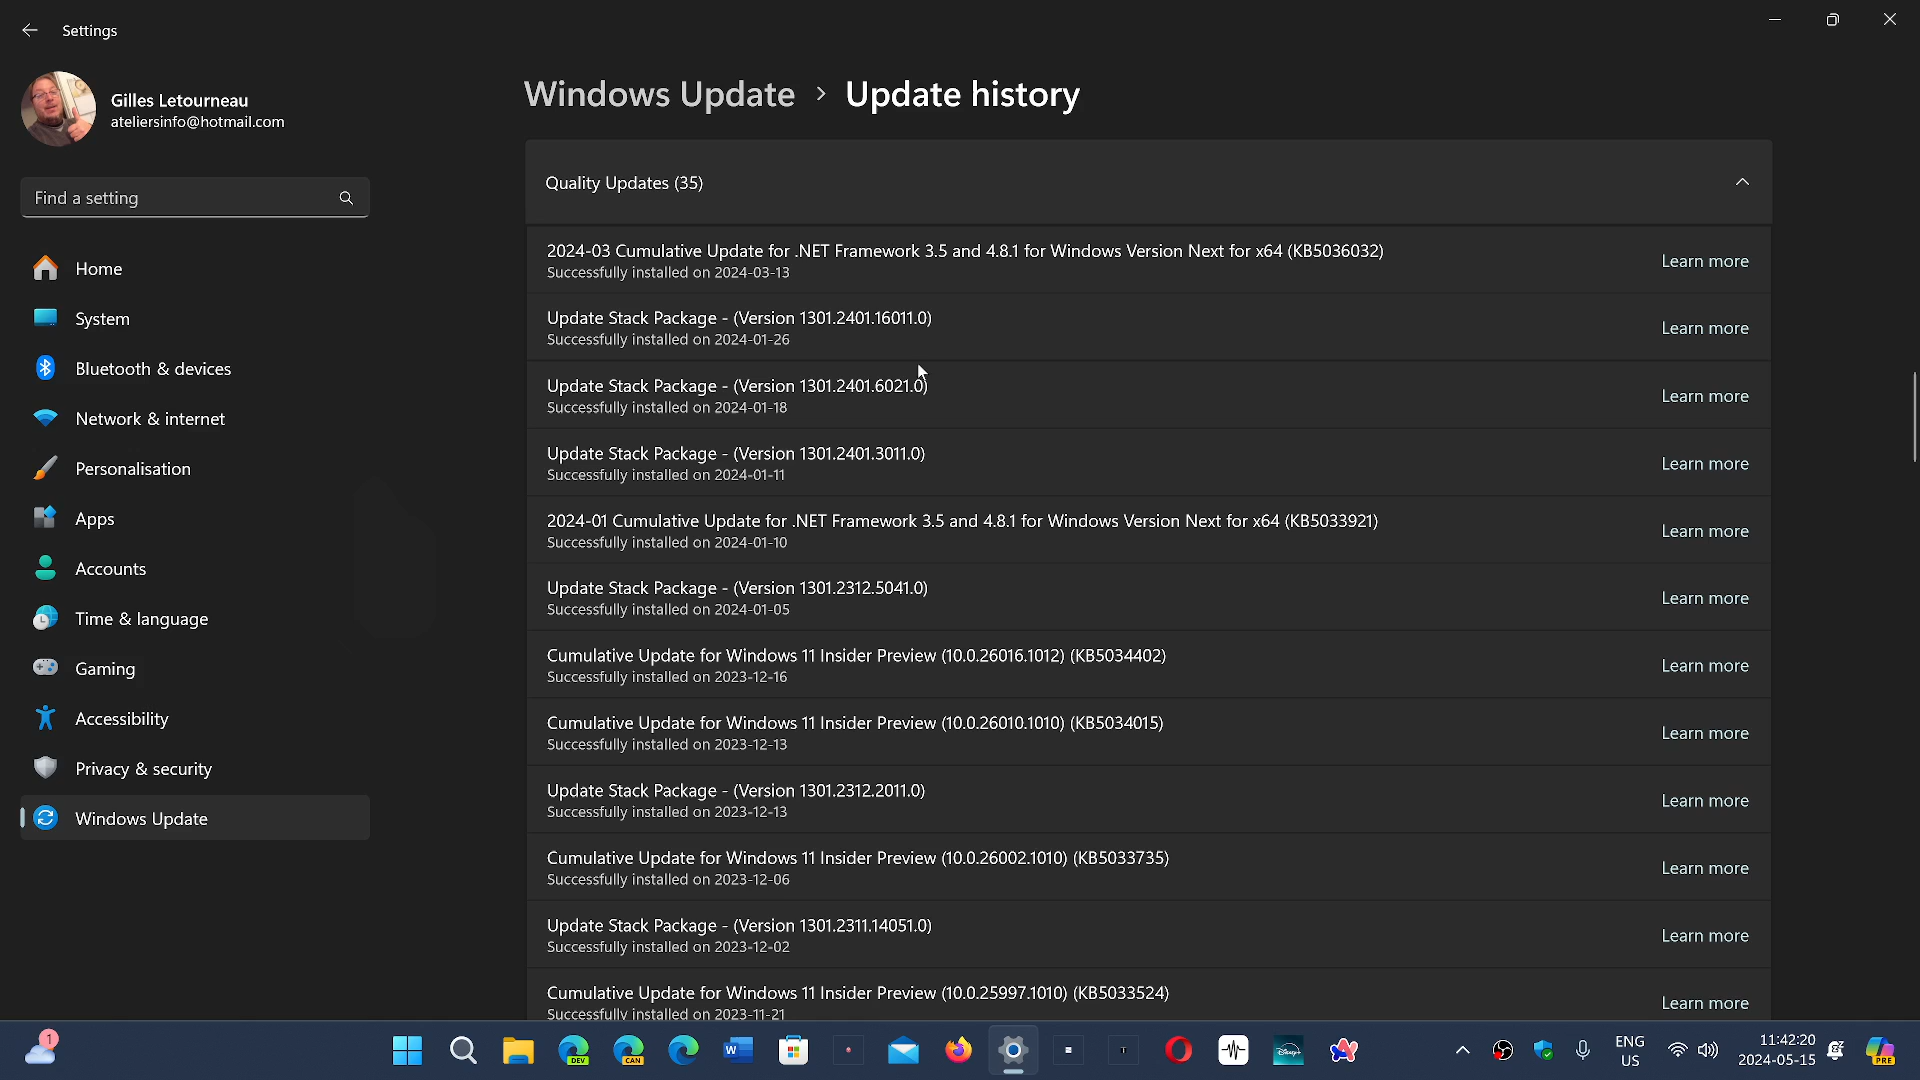 Settings
Gilles Letourneau
ateliersinfo@hotmail.com
Find a setting
Home
System
Bluetooth & devices
Network & internet
Personalisation
Apps
Accounts
Time & language
Gaming
Accessibility
Privacy & security
Windows Update
Windows Update > Update history
Quality Updates (35)
2024-03 Cumulative Update for .NET Framework 3.5 and 4.8.1 for Windows Version Next for x64 (KB5036032)
Successfully installed on 2024-03-13
Learn more
Update Stack Package - (Version 1301.2401.16011.0)
Successfully installed on 2024-01-26
Learn more
Update Stack Package - (Version 1301.2401.6021.0)
Successfully installed on 2024-01-18
Learn more
Update Stack Package - (Version 1301.2401.3011.0)
Successfully installed on 2024-01-11
Learn more
2024-01 Cumulative Update for .NET Framework 3.5 and 4.8.1 for Windows Version Next for x64 (KB5033921)
Successfully installed on 2024-01-10
Learn more
Update Stack Package - (Version 1301.2312.5041.0)
Successfully installed on 2024-01-05
Learn more
Cumulative Update for Windows 11 Insider Preview (10.0.26016.1012) (KB5034402)
Successfully installed on 2023-12-16
Learn more
Cumulative Update for Windows 11 Insider Preview (10.0.26010.1010) (KB5034015)
Successfully installed on 2023-12-13
Learn more
Update Stack Package - (Version 1301.2312.2011.0)
Successfully installed on 2023-12-13
Learn more
Cumulative Update for Windows 11 Insider Preview (10.0.26002.1010) (KB5033735)
Successfully installed on 2023-12-06
Learn more
Update Stack Package - (Version 1301.2311.14051.0)
Successfully installed on 2023-12-02
Learn more
Cumulative Update for Windows 11 Insider Preview (10.0.25997.1010) (KB5033524)
Successfully installed on 2023-11-21
Learn more
1
DEV
CAN
W
T
Disney+
ENG
US
11:42:20
2024-05-15
PRE